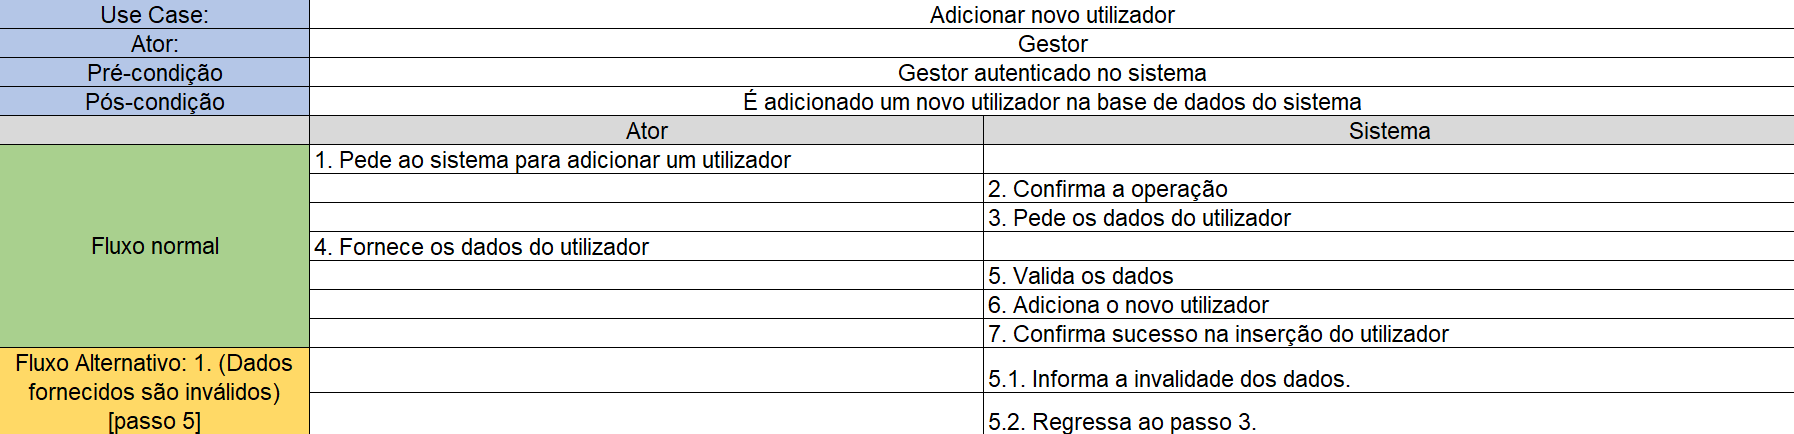 Use Case: Adicionar novo utilizador
Ator: Gestor
Pré-condição Gestor autenticado no sistema
Pós-condição É adicionado um novo utilizador na base de dados do sistema
Ator Sistema
1. Pede ao sistema para adicionar um utilizador
2. Confirma a operação
3. Pede os dados do utilizador
Fluxo normal 4. Fornece os dados do utilizador
5. Valida os dados
6. Adiciona o novo utilizador
7. Confirma sucesso na inserção do utilizador
Fluxo Alternativo: 1. (Dados
fornecidos são inválidos)
[passo 5]
5.1. Informa a invalidade dos dados.
5.2. Regressa ao passo 3.